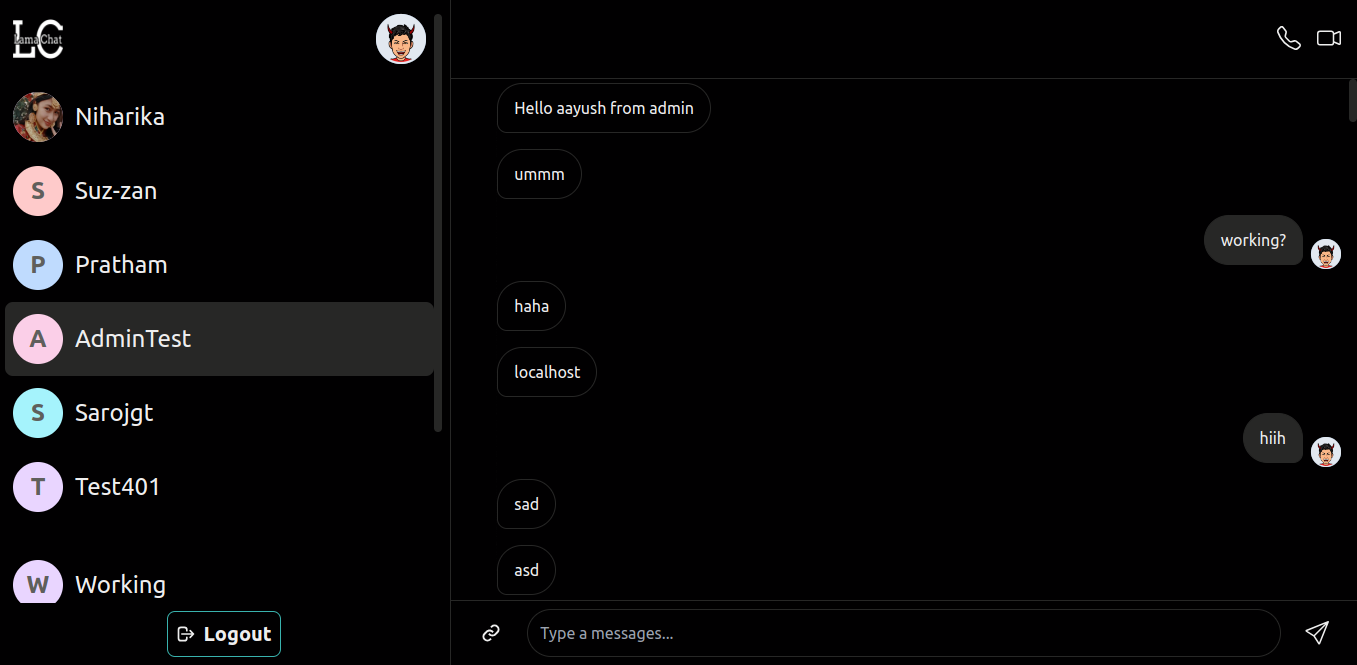 LC
LamaChat
Niharika
S Suz-zan
P Pratham
A AdminTest
S Sarojgt
T Test401
W Working
Logout
Hello aayush from admin
ummm
working?
haha
localhost
hiih
sad
asd
Type a messages...